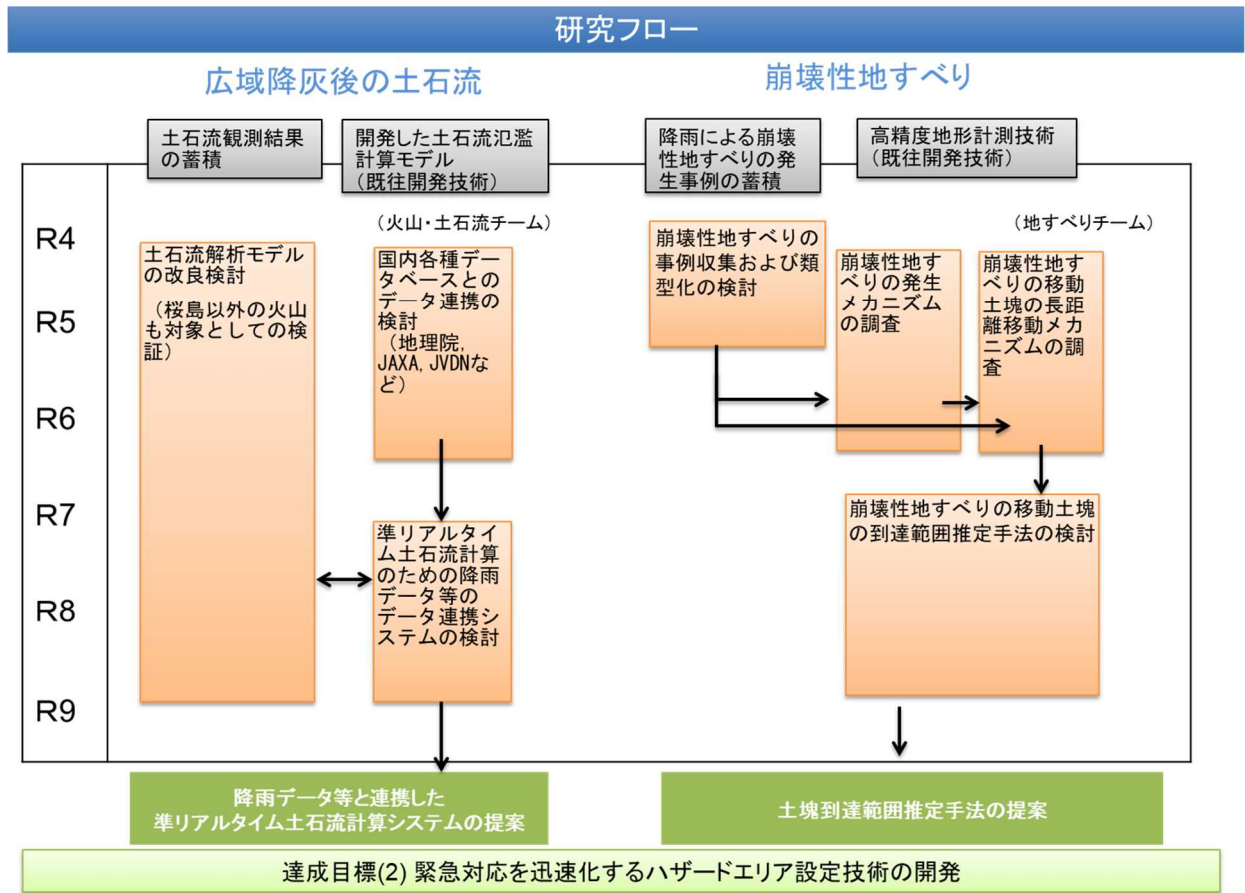 研究フロー
広域降灰後の土石流
崩壊性地すべり
土石流観測結果
の蓄積
開発した土石流氾濫
計算モデル
（既往開発技術）
降雨による崩壊
性地すべりの発
生事例の蓄積
高精度地形計測技術
（既往開発技術）
（火山・土石流チーム）
（地すべりチーム）
R4
R5
R6
R7
R8
R9
土石流解析モデル
の改良検討
（桜島以外の火山
も対象としての検
証）
国内各種デー
タベースとの
データ連携の
検討
（地理院,
JAXA, JVDNな
ど）
準リアルタイ
ム土石流計算
のための降雨
データ等の
データ連携シ
ステムの検討
崩壊性地すべりの
事例収集および類
型化の検討
崩壊性地す
べりの発生
メカニズム
の調査
崩壊性地す
べりの移動
土塊の長距
離移動メカ
ニズムの調
査
崩壊性地すべりの移動土塊
の到達範囲推定手法の検討
降雨データ等と連携した
準リアルタイム土石流計算システムの提案
土塊到達範囲推定手法の提案
達成目標(2) 緊急対応を迅速化するハザードエリア設定技術の開発